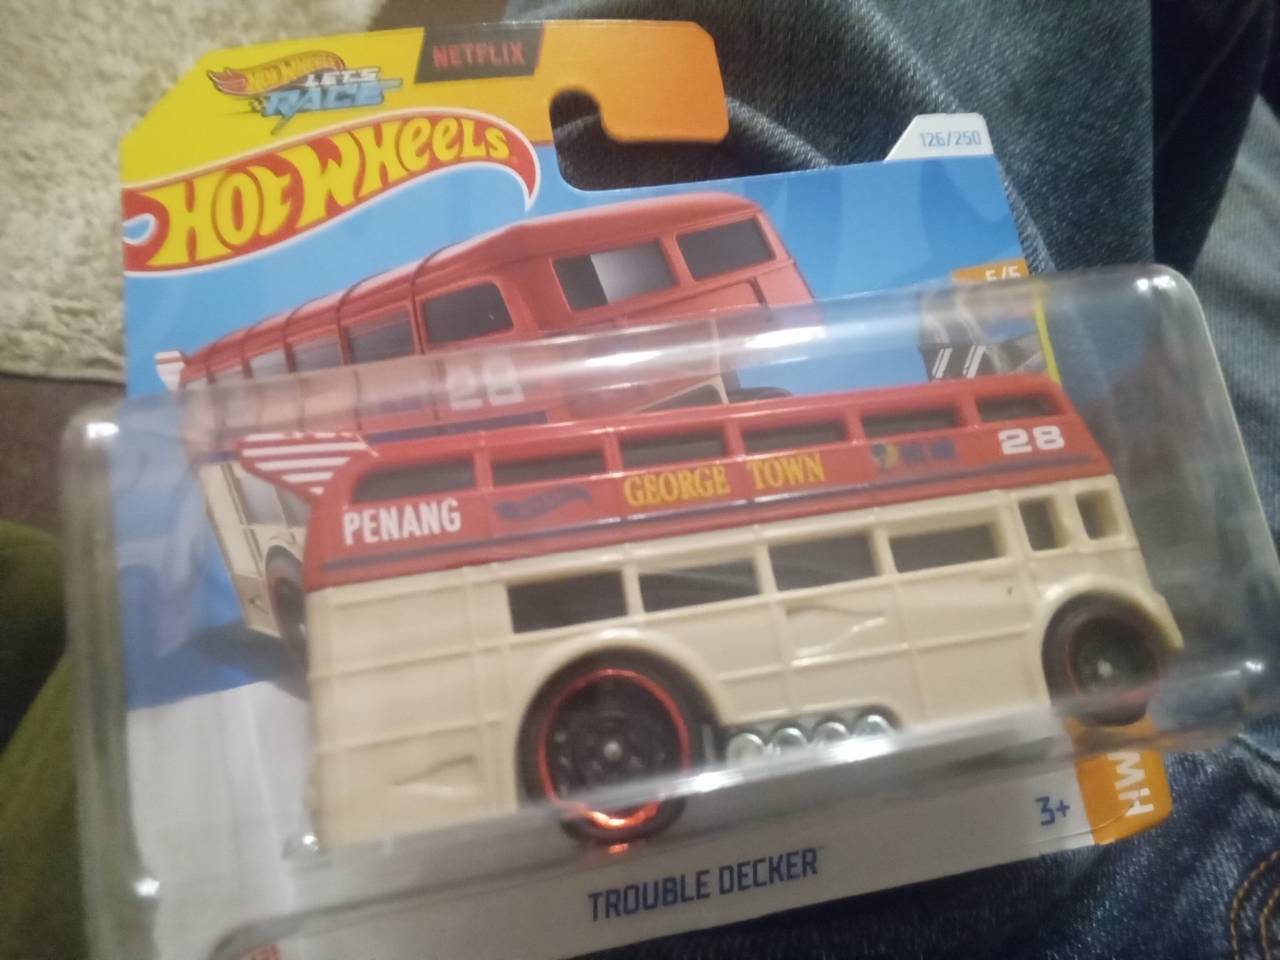 NETFLIX
HOT WHEELS
LET'S
RACE
HOT WHEELS
126/250
5/5
28
28
GEORGE TOWN
PENANG
HW
3+
TROUBLE DECKER